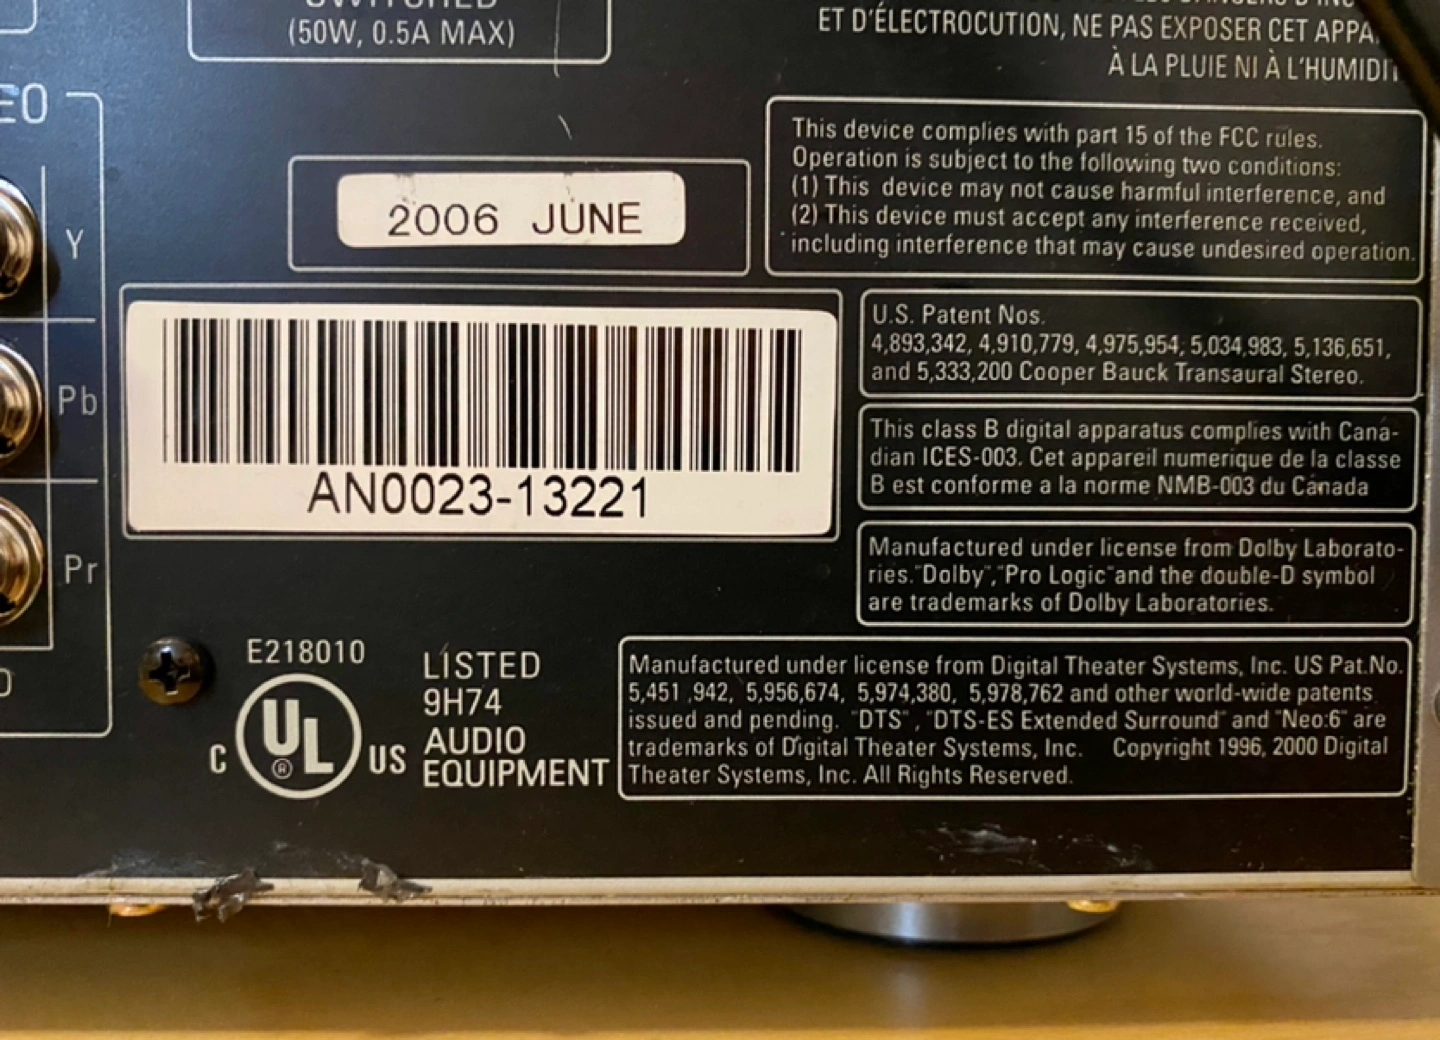 (50W, 0.5A MAX)
ET D'ÉLECTROCUTION, NE PAS EXPOSER CET
À LA PLUIE NI À
Y
Pb
Pr
2006 JUNE
AN0023-13221
This device complies with part 15 of the FCC rules.
Operation is subject to the following two conditions:
(1) This device may not cause harmful interference, and
(2) This device must accept any interference received,
including interference that may cause undesired operation.
U.S. Patent Nos.
4,893,342, 4,910,779, 4,975,954, 5,034,983, 5,136,651,
and 5,333,200 Cooper Bauck Transaural Stereo.
This class B digital apparatus complies with Cana-
dian ICES-003. Cet appareil numerique de la classe
B est conforme a la norme NMB-003 du Canada
Manufactured under license from Dolby Laborato-
ries."Dolby","Pro Logic"and the double-D symbol
are trademarks of Dolby Laboratories.
E218010
C UL ® US
LISTED
9H74
AUDIO
EQUIPMENT
Manufactured under license from Digital Theater Systems, Inc. US Pat.No.
5,451 ,942, 5,956,674, 5,974,380, 5,978,762 and other world-wide patents
issued and pending. "DTS", "DTS-ES Extended Surround" and "Neo:6" are
trademarks of Digital Theater Systems, Inc. Copyright 1996, 2000 Digital
Theater Systems, Inc. All Rights Reserved.